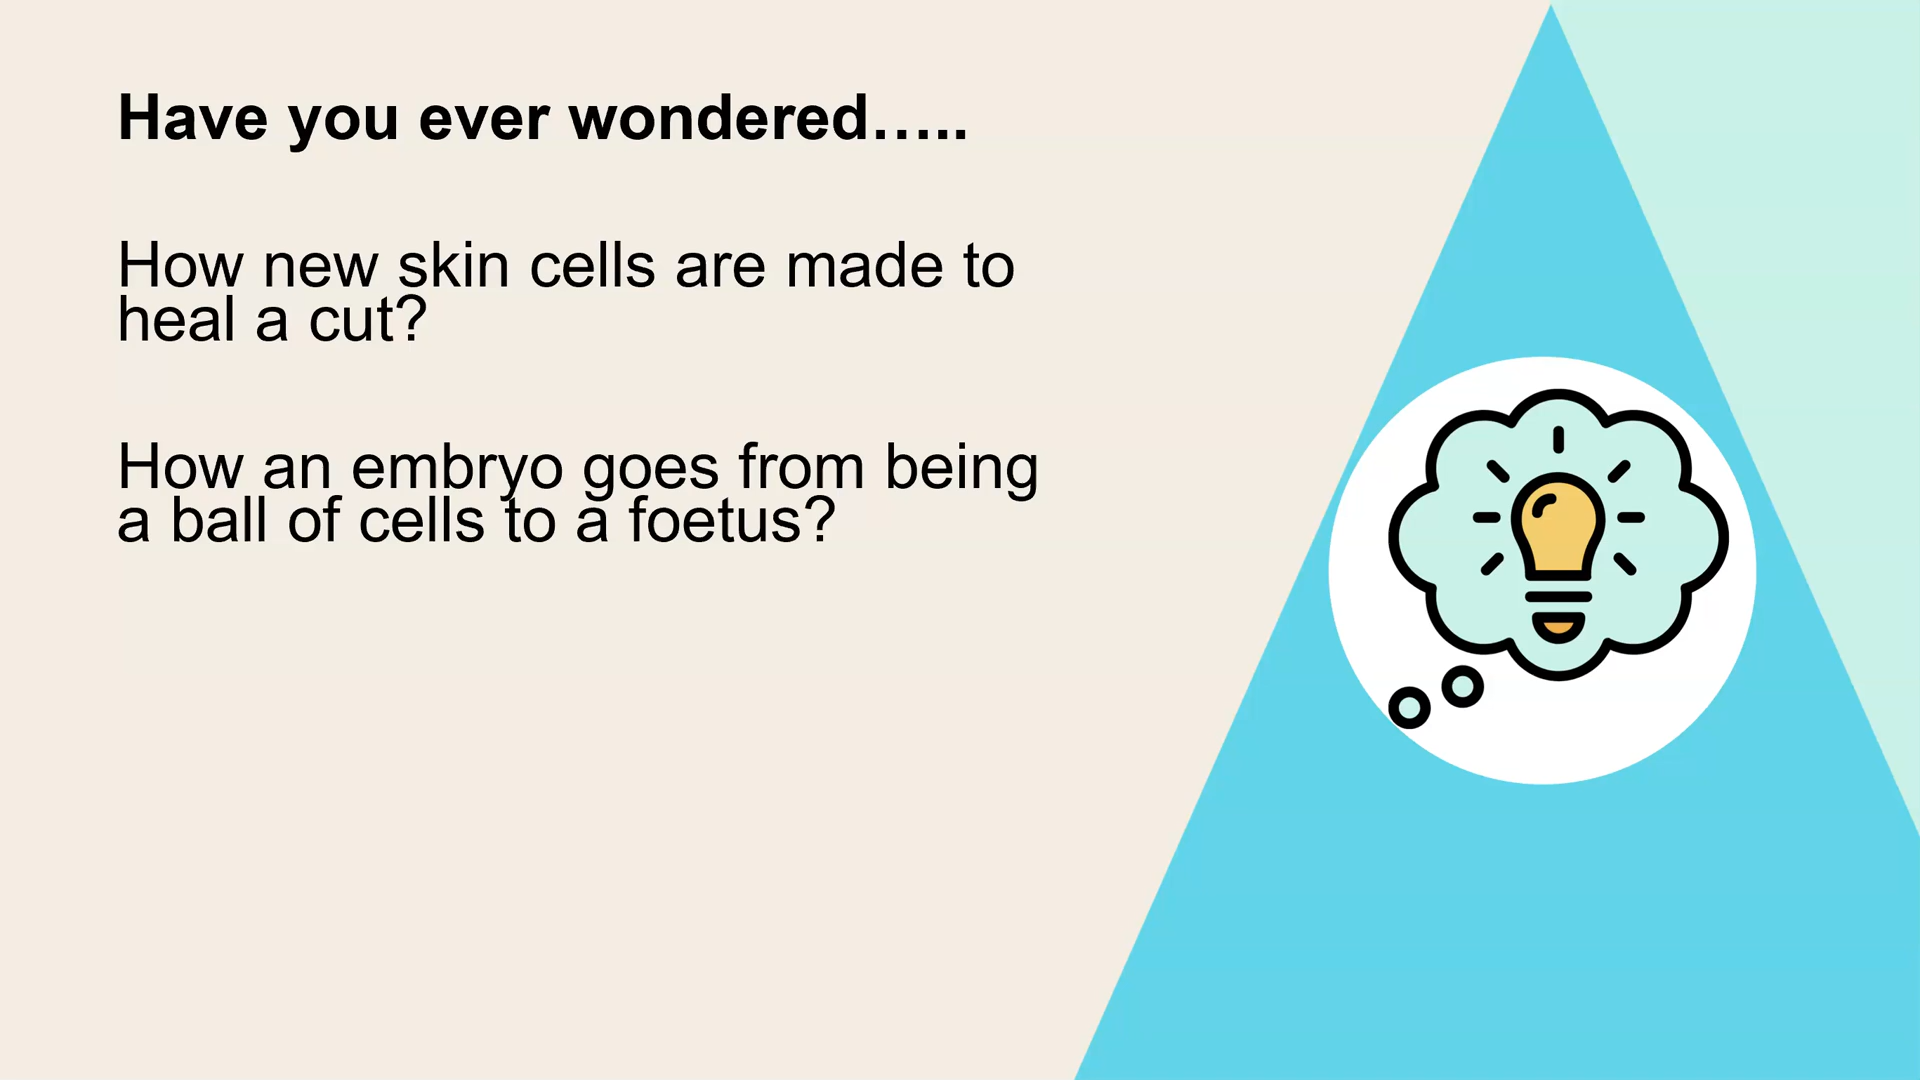 Have you ever wondered…..
How new skin cells are made to
heal a cut?
How an embryo goes from being
a ball of cells to a foetus?